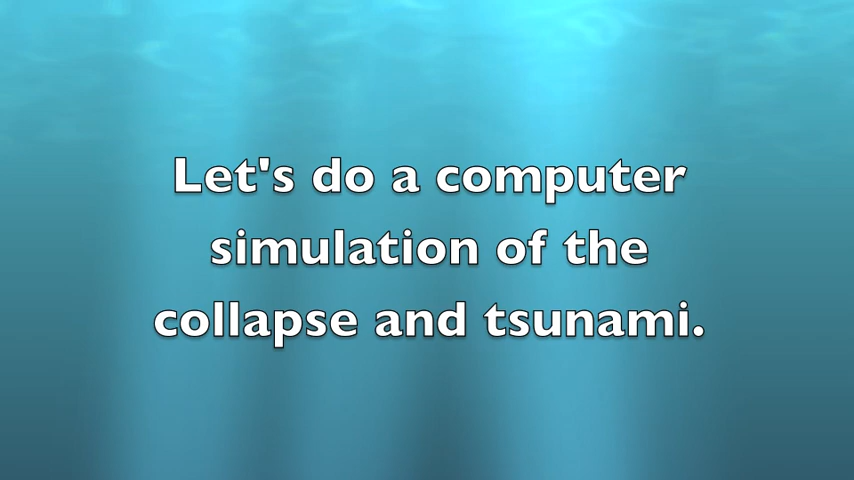 Let's do a computer
simulation of the
collapse and tsunami.